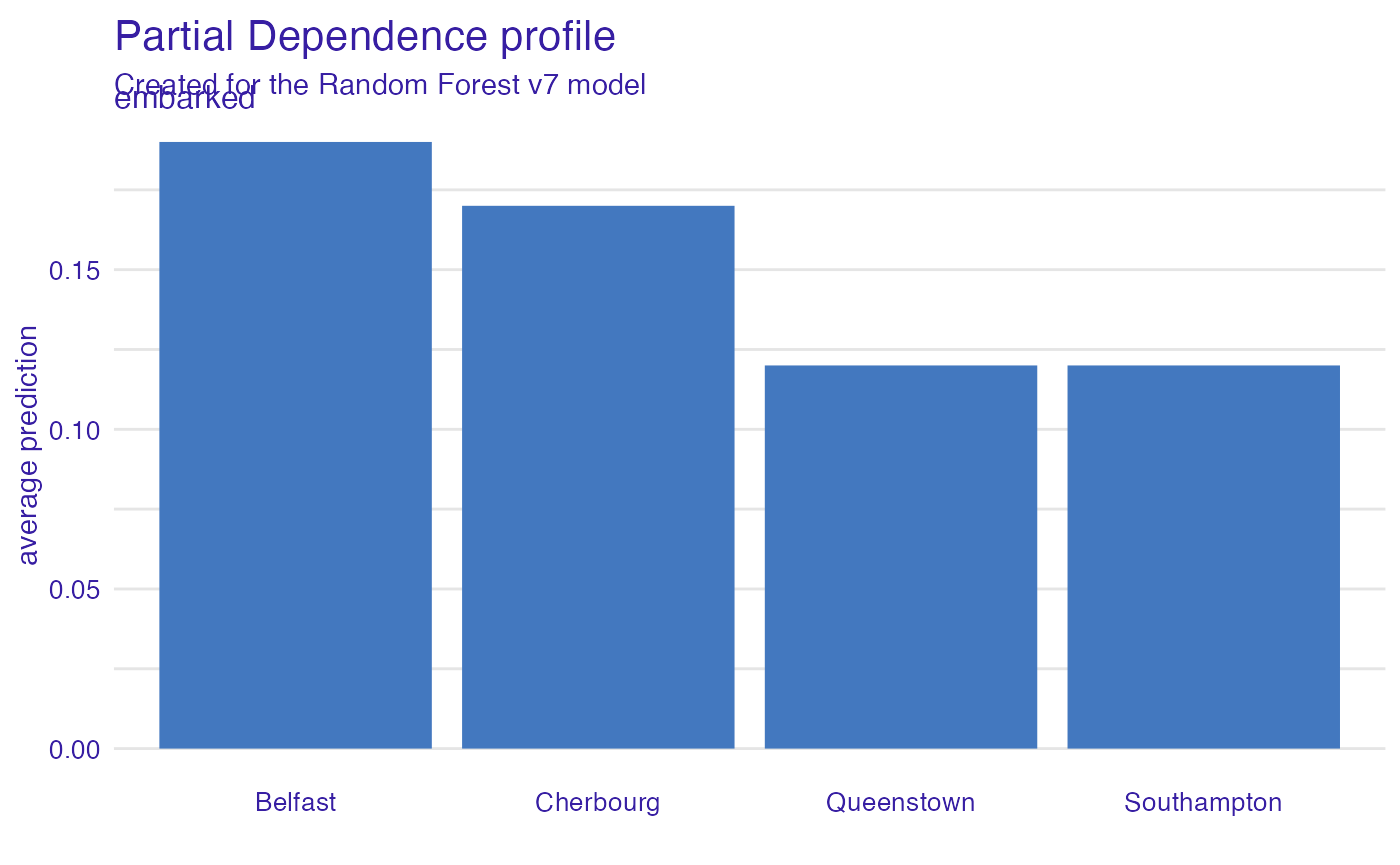 Partial Dependence profile
Created for the Random Forest v7 model
embarked
average prediction
0.15
0.10
0.05
0.00
Belfast Cherbourg Queenstown Southampton